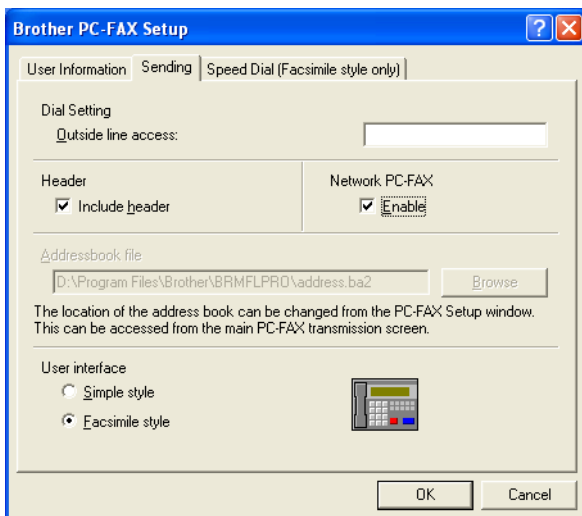 Brother PC-FAX Setup
User Information Sending Speed Dial (Facsimile style only)
Dial Setting
Outside line access:
Header Network PC-FAX
Include header Enable
Addressbook file
D:\Program Files\Brother\BRMFLPRO\address.ba2 Browse
The location of the address book can be changed from the PC-FAX Setup window.
This can be accessed from the main PC-FAX transmission screen.
User interface
Simple style
Facsimile style
OK Cancel